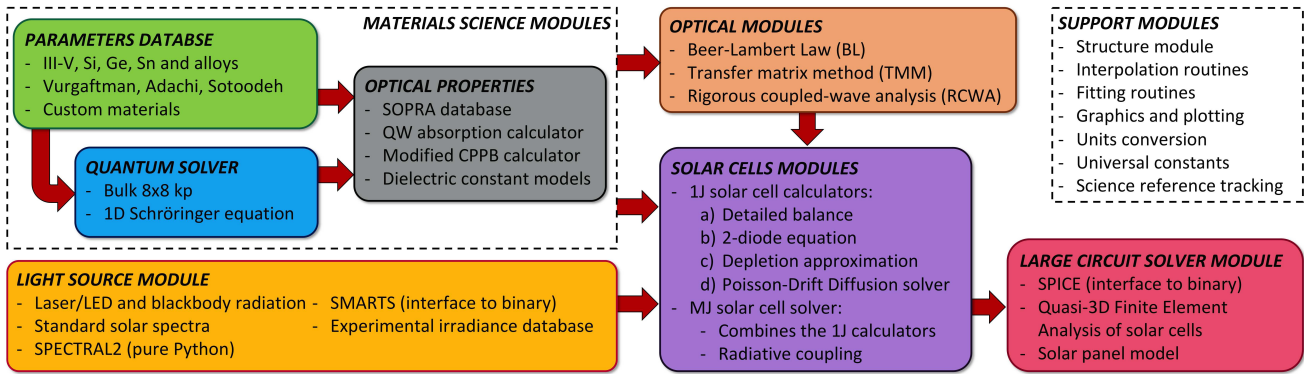 MATERIALS SCIENCE MODULES
PARAMETERS DATABSE
- III-V, Si, Ge, Sn and alloys
- Vurgaftman, Adachi, Sotoodeh
- Custom materials
QUANTUM SOLVER
- Bulk 8x8 kp
- 1D Schröringer equation
OPTICAL PROPERTIES
- SOPRA database
- QW absorption calculator
- Modified CPPB calculator
- Dielectric constant models
LIGHT SOURCE MODULE
- Laser/LED and blackbody radiation
- Standard solar spectra
- SPECTRAL2 (pure Python)
- SMARTS (interface to binary)
- Experimental irradiance database
OPTICAL MODULES
- Beer-Lambert Law (BL)
- Transfer matrix method (TMM)
- Rigorous coupled-wave analysis (RCWA)
SOLAR CELLS MODULES
- 1J solar cell calculators:
a) Detailed balance
b) 2-diode equation
c) Depletion approximation
d) Poisson-Drift Diffusion solver
- MJ solar cell solver:
- Combines the 1J calculators
- Radiative coupling
SUPPORT MODULES
- Structure module
- Interpolation routines
- Fitting routines
- Graphics and plotting
- Units conversion
- Universal constants
- Science reference tracking
LARGE CIRCUIT SOLVER MODULE
- SPICE (interface to binary)
- Quasi-3D Finite Element
Analysis of solar cells
- Solar panel model